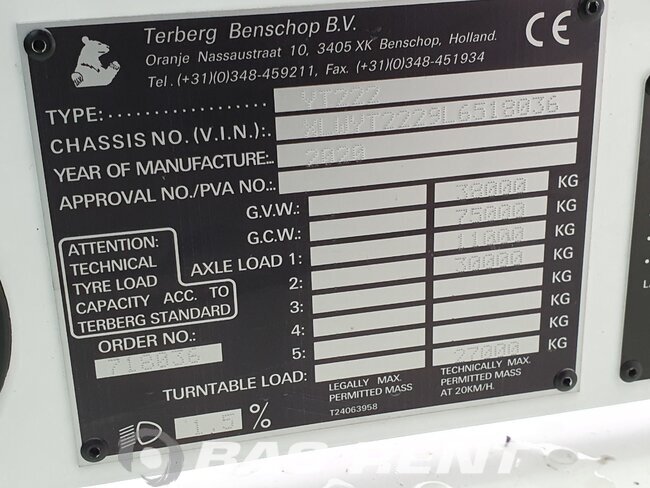 Terberg Benschop B.V.
Oranje Nassaustraat 10, 3405 XK Benschop, Holland.
Tel. (+31)(0)348-459211, Fax. (+31)(0)348-451934
CE
TYPE: YT222
CHASSIS NO. (V.I.N.): XLWYT2229L6518036
YEAR OF MANUFACTURE: 2020
APPROVAL NO./PVA NO.:
G.V.W.: 38000 KG
G.C.W.: 75000 KG
AXLE LOAD 1: 11000 KG
2: 30000 KG
3: KG
4: KG
5: KG
TURNTABLE LOAD: 27000 KG
ATTENTION:
TECHNICAL
TYRE LOAD
CAPACITY ACC. TO
TERBERG STANDARD
ORDER NO.:
718036
LEGALLY MAX.
PERMITTED MASS
T24063958
TECHNICALLY MAX.
PERMITTED MASS
AT 20KM/H.
1.5 %
BAS RENT